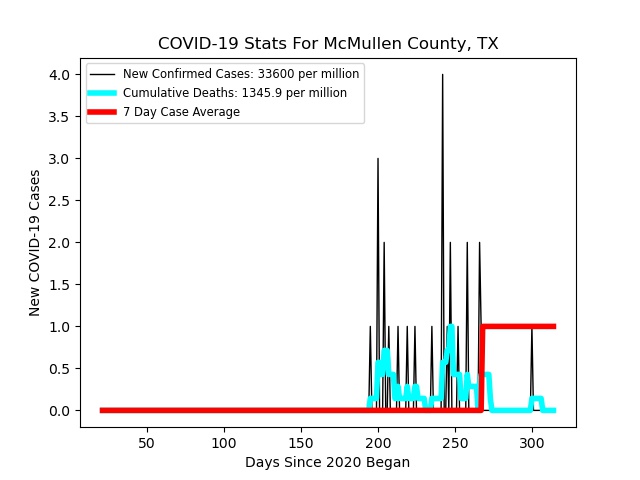 COVID-19 Stats For McMullen County, TX
New Confirmed Cases: 33600 per million
Cumulative Deaths: 1345.9 per million
7 Day Case Average
4.0
3.5
3.0
2.5
2.0
1.5
1.0
0.5
0.0
New COVID-19 Cases
50 100 150 200 250 300
Days Since 2020 Began